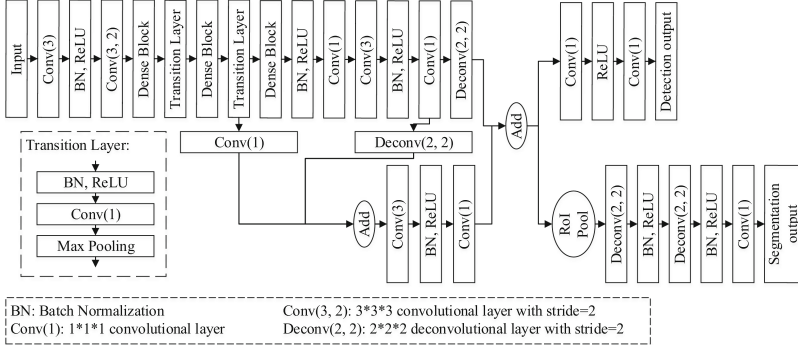 Input
Conv(3)
BN, ReLU
Conv(3, 2)
Dense Block
Transition Layer
Dense Block
Transition Layer
Dense Block
BN, ReLU
Conv(1)
Conv(3)
BN, ReLU
Conv(1)
Deconv(2, 2)
Add
Conv(1)
ReLU
Conv(1)
Detection output
Conv(1)
Deconv(2, 2)
Transition Layer:
BN, ReLU
Conv(1)
Max Pooling
Add
Conv(3)
BN, ReLU
Conv(1)
RoI
Pool
Deconv(2, 2)
BN, ReLU
Deconv(2, 2)
BN, ReLU
Conv(1)
Segmentation
output
BN: Batch Normalization
Conv(3, 2): 3*3*3 convolutional layer with stride=2
Conv(1): 1*1*1 convolutional layer
Deconv(2, 2): 2*2*2 deconvolutional layer with stride=2